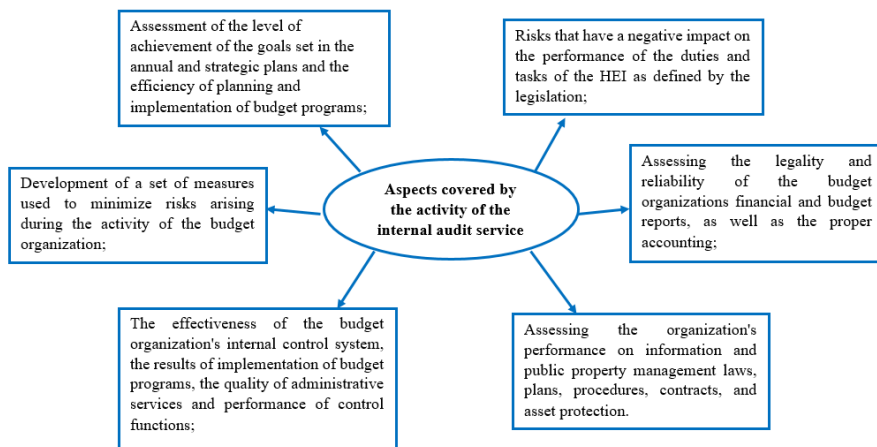 Assessment of the level of
achievement of the goals set in the
annual and strategic plans and the
efficiency of planning and
implementation of budget programs;
Risks that have a negative impact on
the performance of the duties and
tasks of the HEI as defined by the
legislation;
Development of a set of measures
used to minimize risks arising
during the activity of the budget
organization;
Aspects covered by
the activity of the
internal audit service
Assessing the legality and
reliability of the budget
organizations financial and budget
reports, as well as the proper
accounting;
The effectiveness of the budget
organization's internal control system,
the results of implementation of budget
programs, the quality of administrative
services and performance of control
functions;
Assessing the organization's
performance on information and
public property management laws,
plans, procedures, contracts, and
asset protection.